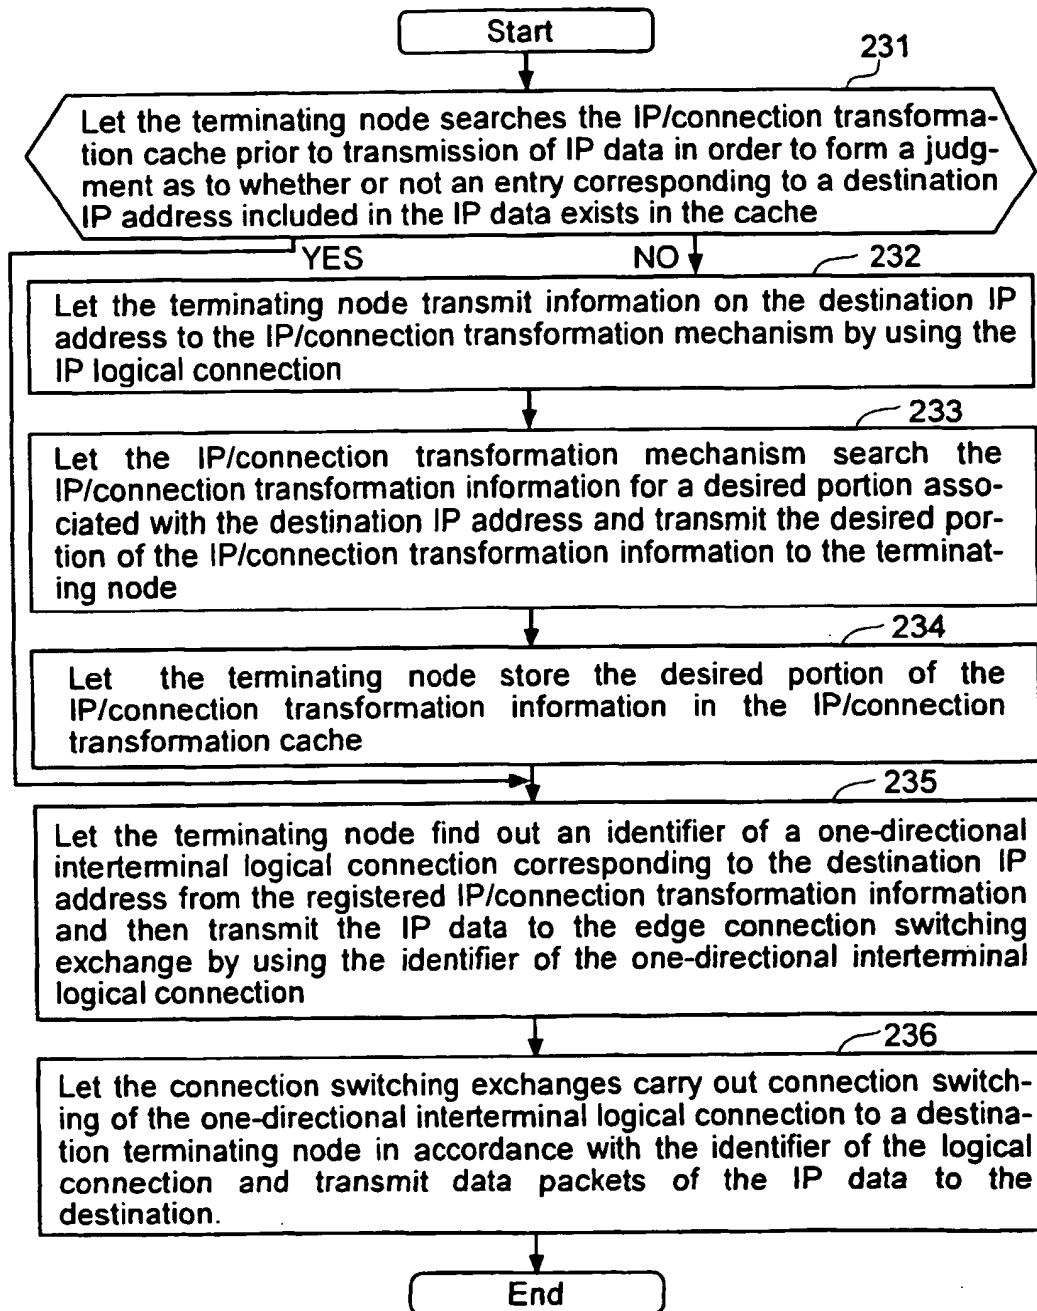 Start
231
Let the terminating node searches the IP/connection transforma-
tion cache prior to transmission of IP data in order to form a judg-
ment as to whether or not an entry corresponding to a destination
IP address included in the IP data exists in the cache
YES NO 232
Let the terminating node transmit information on the destination IP
address to the IP/connection transformation mechanism by using the
IP logical connection
233
Let the IP/connection transformation mechanism search the
IP/connection transformation information for a desired portion asso-
ciated with the destination IP address and transmit the desired por-
tion of the IP/connection transformation information to the terminat-
ing node
234
Let the terminating node store the desired portion of the
IP/connection transformation information in the IP/connection
transformation cache
235
Let the terminating node find out an identifier of a one-directional
interterminal logical connection corresponding to the destination IP
address from the registered IP/connection transformation information
and then transmit the IP data to the edge connection switching
exchange by using the identifier of the one-directional interterminal
logical connection
236
Let the connection switching exchanges carry out connection switch-
ing of the one-directional interterminal logical connection to a destina-
tion terminating node in accordance with the identifier of the logical
connection and transmit data packets of the IP data to the
destination.
End